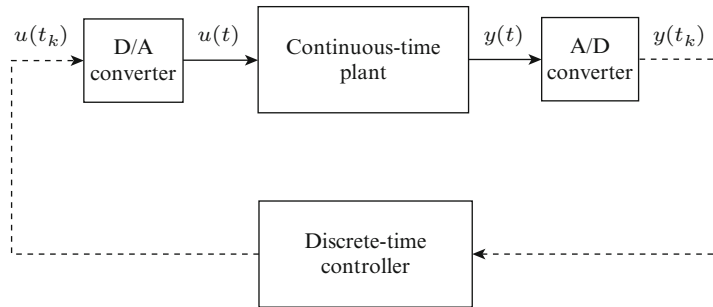 u(t_k)
D/A
converter
u(t)
Continuous-time
plant
y(t)
A/D
converter
y(t_k)
Discrete-time
controller